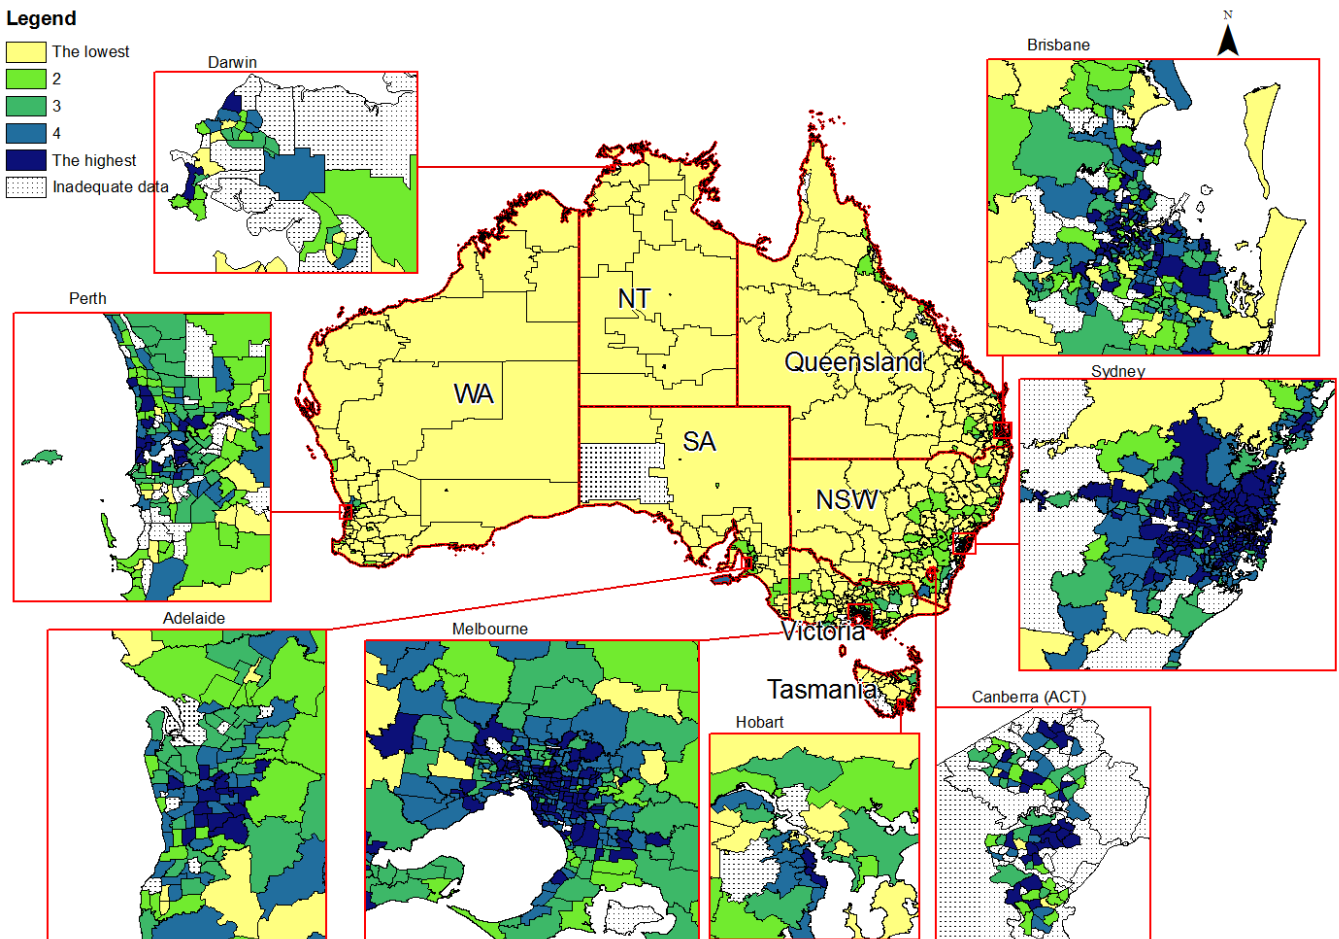 Legend
The lowest
2
3
4
The highest
Inadequate data
Darwin
N
Brisbane
Perth
NT
Queensland
WA
SA
NSW
Sydney
Adelaide
Melbourne
Victoria
Tasmania
Hobart
Canberra (ACT)